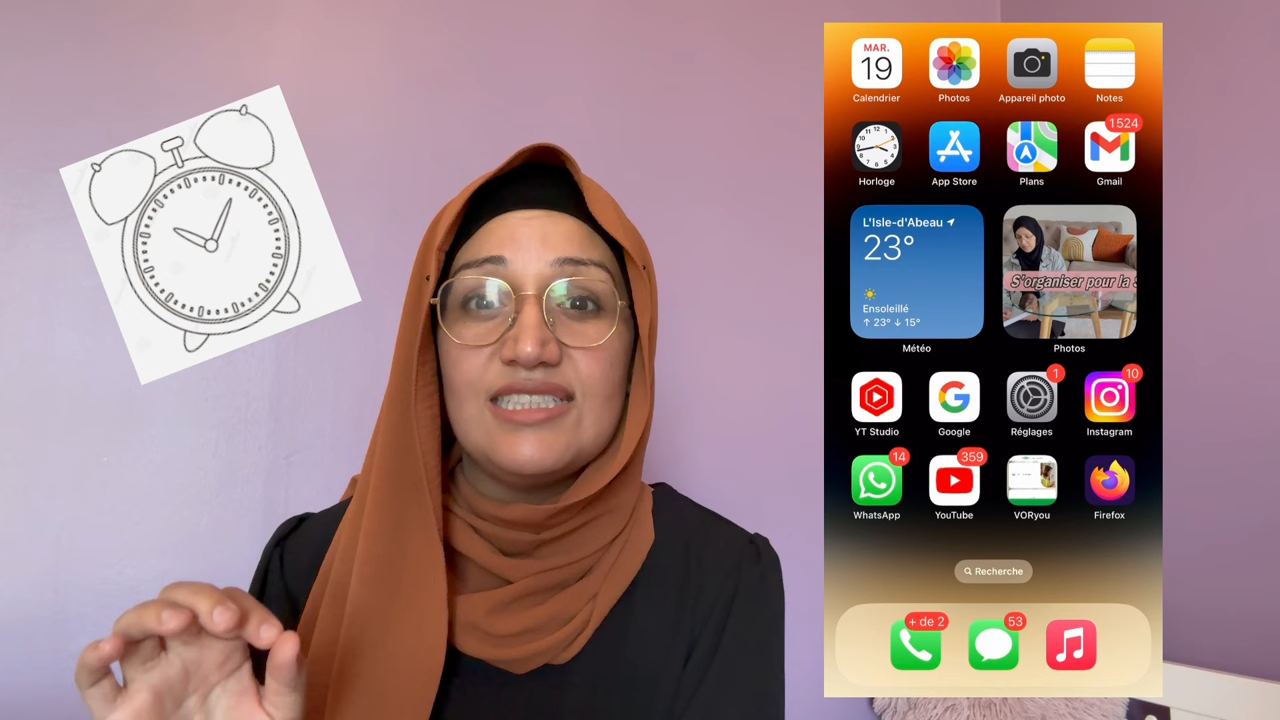 MAR.
19
Calendrier
Photos
Appareil photo
Notes
12
1524
Horloge
App Store
Plans
Gmail
L'Isle-d'Abeau
23°
Ensoleillé
↑ 23° ↓ 15°
Météo
S'organiser pour la
Photos
1
10
YT Studio
Google
Réglages
Instagram
14
359
WhatsApp
YouTube
VORyou
Firefox
Recherche
+ de 2
53